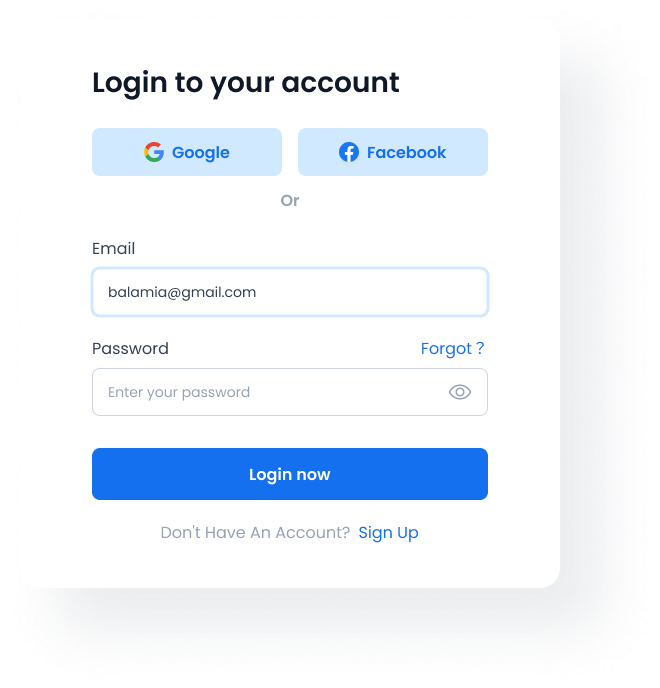 Login to your account
Google Facebook
Or
Email
balamia@gmail.com
Password Forgot ?
Enter your password
Login now
Don't Have An Account? Sign Up